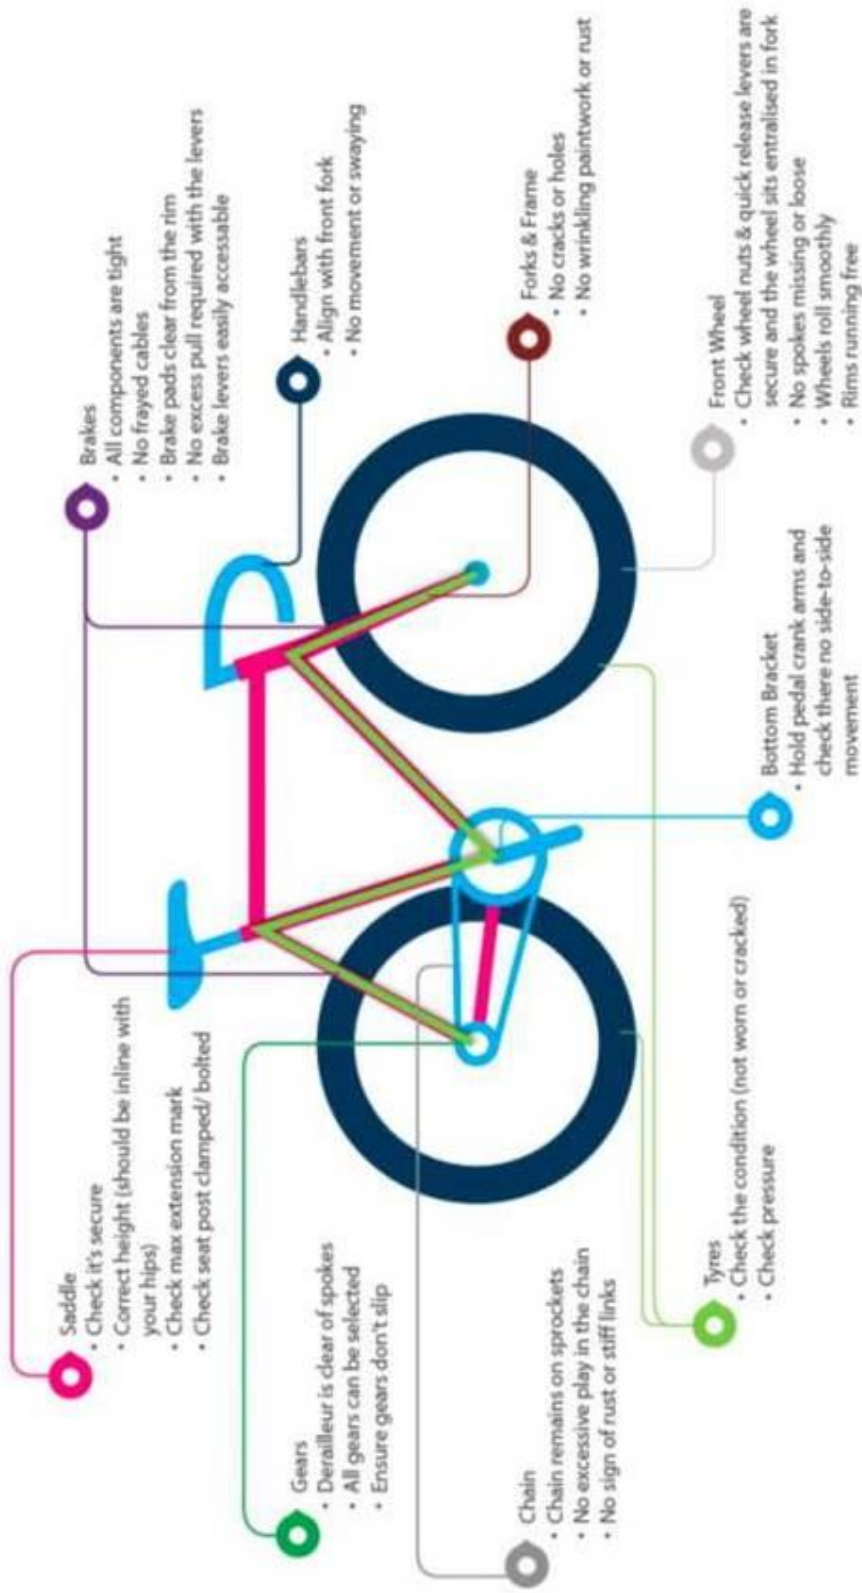 Saddle
• Check it's secure
• Correct height (should be inline with
your hips)
• Check max extension mark
• Check seat post clamped/ bolted
Brakes
• All components are tight
• No frayed cables
• Brake pads clear from the rim
• No excess pull required with the levers
• Brake levers easily accessable
Gears
• Derailleur is clear of spokes
• All gears can be selected
• Ensure gears don't slip
Handlebars
• Align with front fork
• No movement or swaying
Chain
• Chain remains on sprockets
• No excessive play in the chain
• No sign of rust or stiff links
Forks & Frame
• No cracks or holes
• No wrinkling paintwork or rust
Tyres
• Check the condition (not worn or cracked)
• Check pressure
Bottom Bracket
• Hold pedal crank arms and
check there no side-to-side
movement
Front Wheel
• Check wheel nuts & quick release levers are
secure and the wheel sits entralised in fork
• No spokes missing or loose
• Wheels roll smoothly
• Rims running free